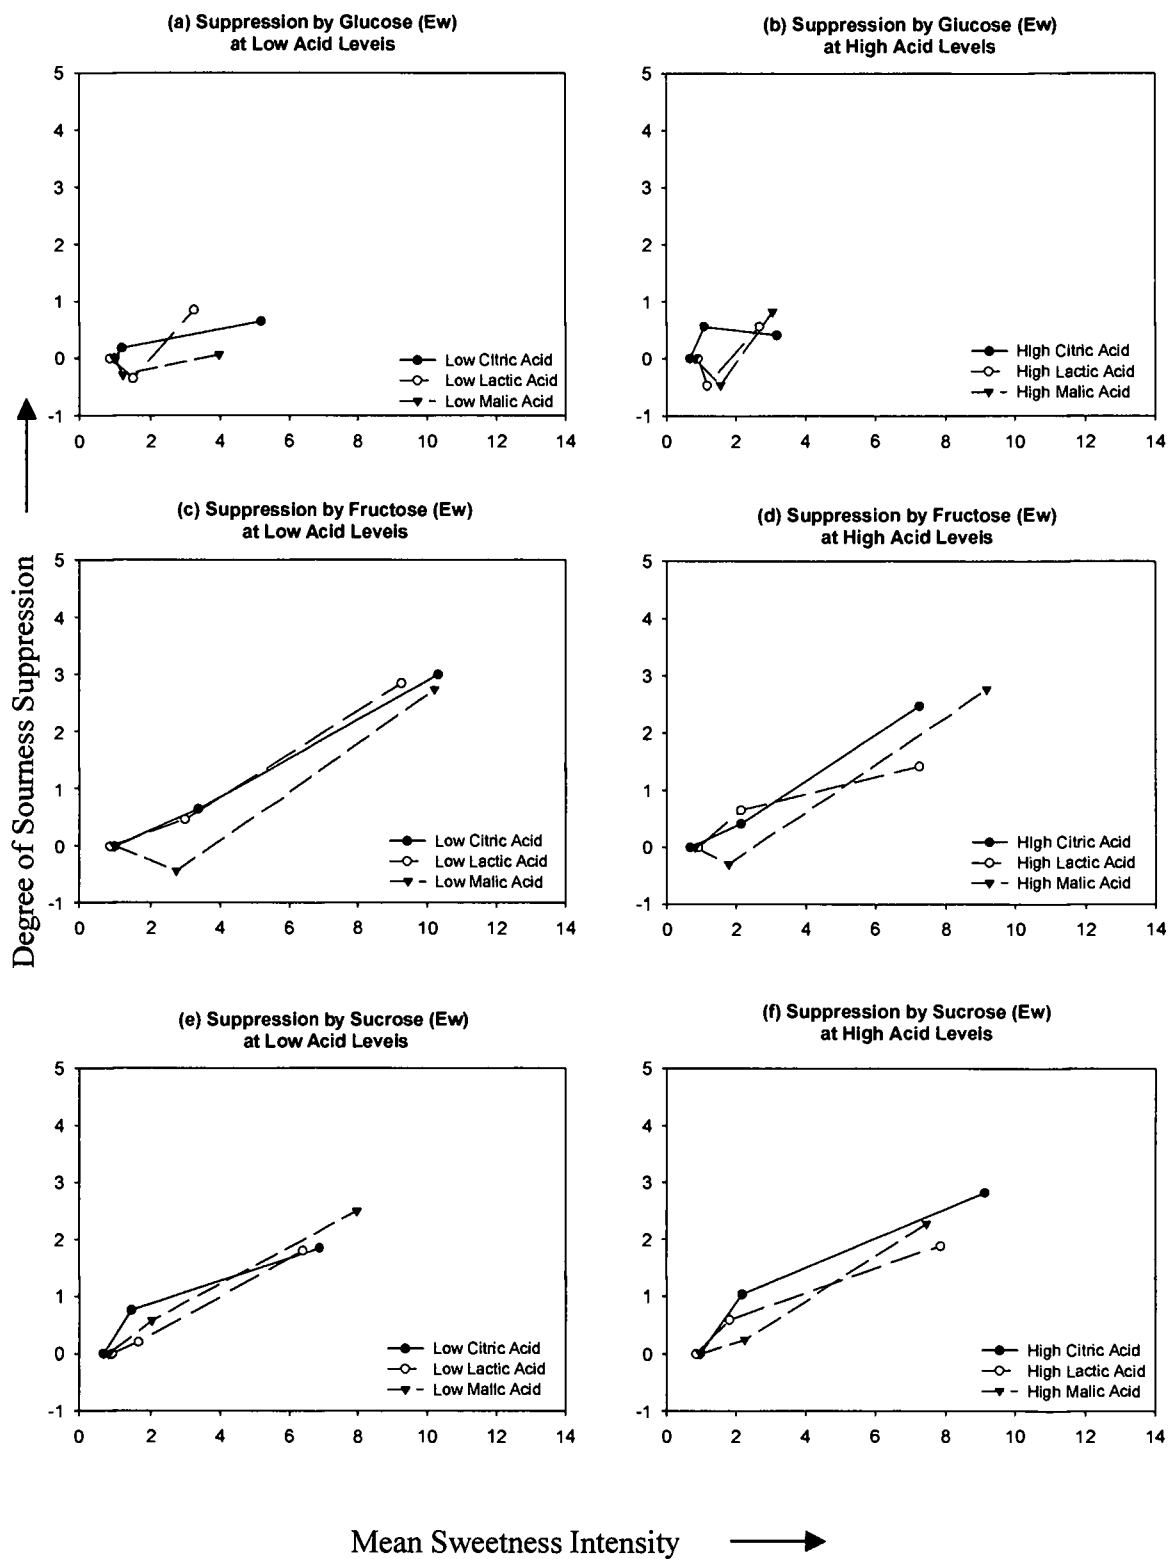 (a) Suppression by Glucose (Ew)
at Low Acid Levels
5
4
3
2
1
0
-1
0 2 4 6 8 10 12 14
Low Citric Acid
Low Lactic Acid
Low Malic Acid
(b) Suppression by Glucose (Ew)
at High Acid Levels
5
4
3
2
1
0
-1
0 2 4 6 8 10 12 14
High Citric Acid
High Lactic Acid
High Malic Acid
Degree of Sourness Suppression
(c) Suppression by Fructose (Ew)
at Low Acid Levels
5
4
3
2
1
0
-1
0 2 4 6 8 10 12 14
Low Citric Acid
Low Lactic Acid
Low Malic Acid
(d) Suppression by Fructose (Ew)
at High Acid Levels
5
4
3
2
1
0
-1
0 2 4 6 8 10 12 14
High Citric Acid
High Lactic Acid
High Malic Acid
(e) Suppression by Sucrose (Ew)
at Low Acid Levels
5
4
3
2
1
0
-1
0 2 4 6 8 10 12 14
Low Citric Acid
Low Lactic Acid
Low Malic Acid
(f) Suppression by Sucrose (Ew)
at High Acid Levels
5
4
3
2
1
0
-1
0 2 4 6 8 10 12 14
High Citric Acid
High Lactic Acid
High Malic Acid
Mean Sweetness Intensity